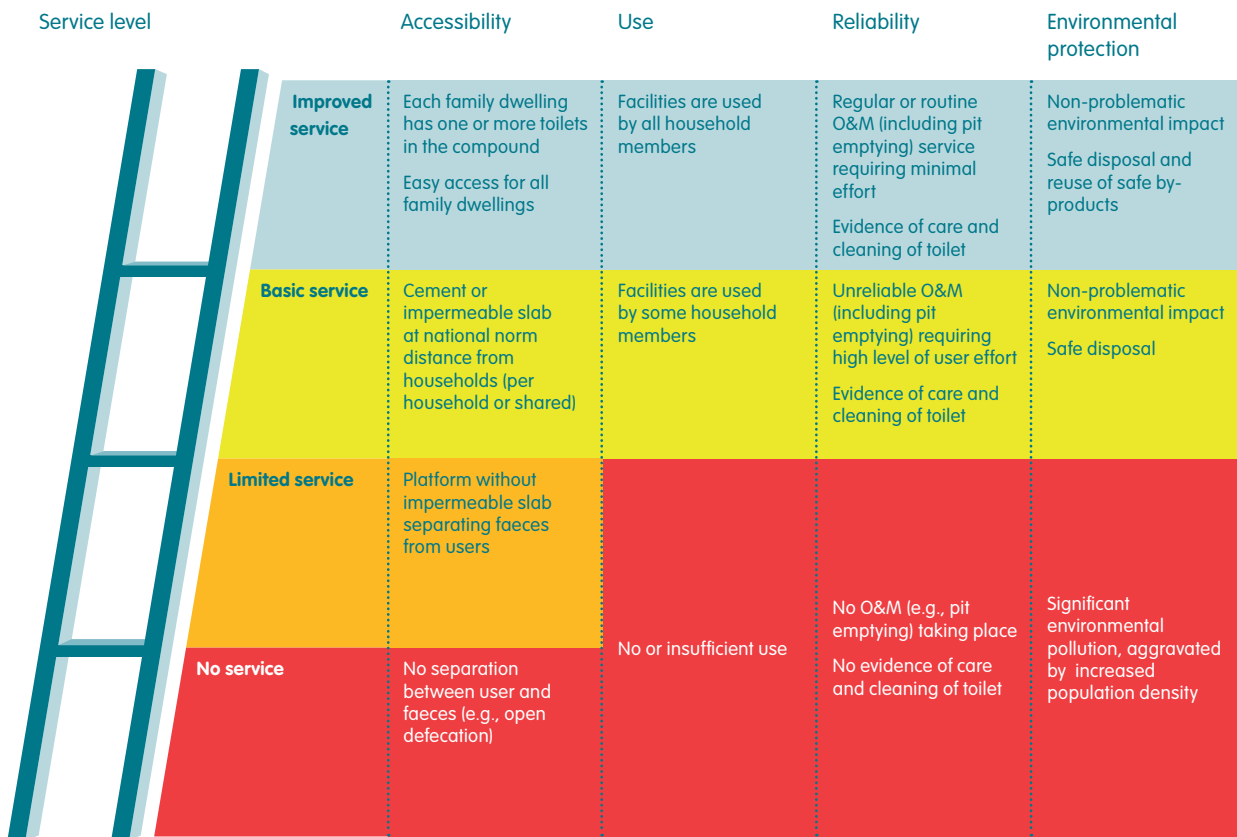 Service level
Accessibility
Use
Reliability
Environmental
protection
Improved
service
Each family dwelling
has one or more toilets
in the compound
Easy access for all
family dwellings
Facilities are used
by all household
members
Regular or routine
O&M (including pit
emptying) service
requiring minimal
effort
Evidence of care and
cleaning of toilet
Non-problematic
environmental impact
Safe disposal and
reuse of safe by-
products
Basic service
Cement or
impermeable slab
at national norm
distance from
households (per
household or shared)
Facilities are used
by some household
members
Unreliable O&M
(including pit
emptying) requiring
high level of user effort
Evidence of care and
cleaning of toilet
Non-problematic
environmental impact
Safe disposal
Limited service
Platform without
impermeable slab
separating faeces
from users
No service
No separation
between user and
faeces (e.g., open
defecation)
No or insufficient use
No O&M (e.g., pit
emptying) taking place
No evidence of care
and cleaning of toilet
Significant
environmental
pollution, aggravated
by increased
population density